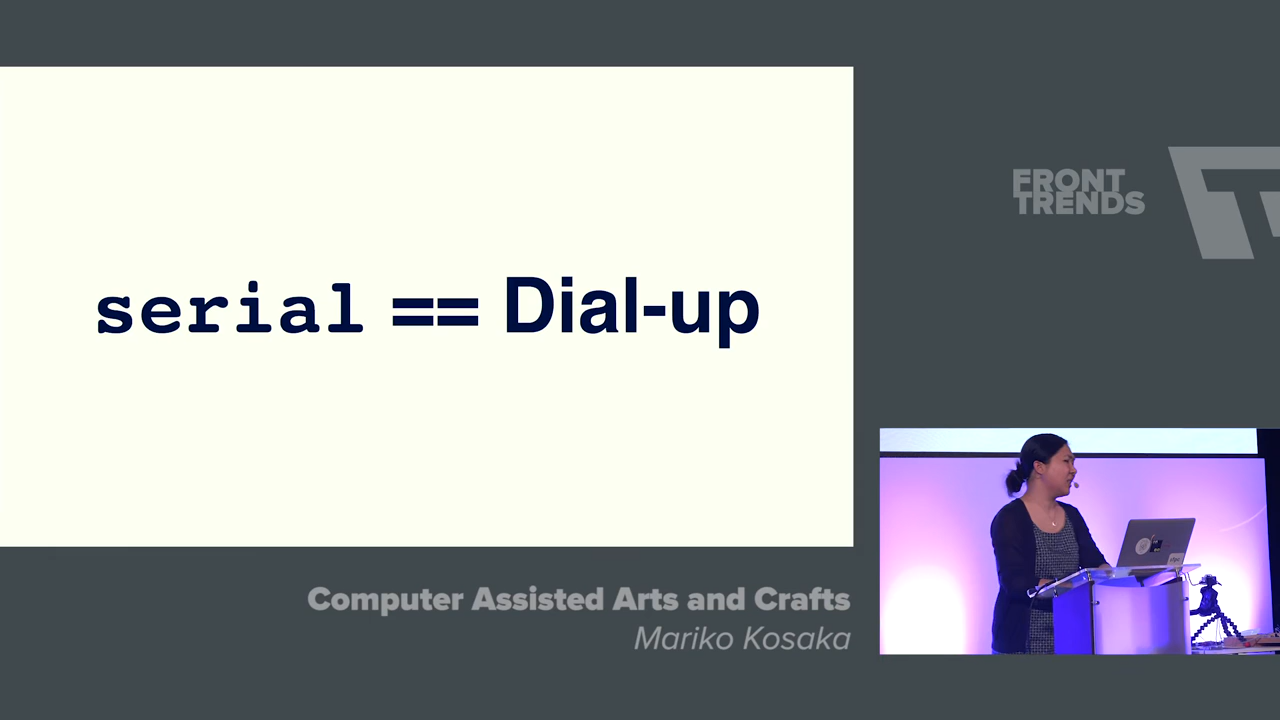 serial == Dial-up
FRONT
TRENDS
Computer Assisted Arts and Crafts
Mariko Kosaka